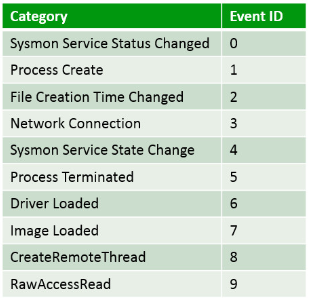 Category Event ID
Sysmon Service Status Changed 0
Process Create 1
File Creation Time Changed 2
Network Connection 3
Sysmon Service State Change 4
Process Terminated 5
Driver Loaded 6
Image Loaded 7
CreateRemoteThread 8
RawAccessRead 9